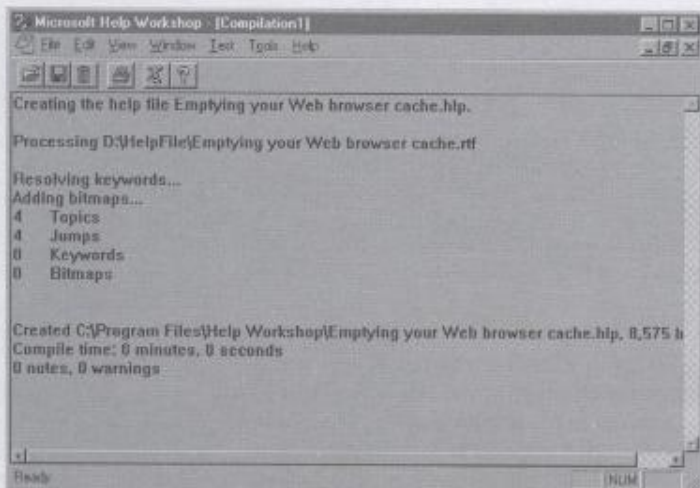 Microsoft Help Workshop - [Compilation1]
File Edit View Window Test Tools Help
Creating the help file Emptying your Web browser cache.hlp.
Processing D:\HelpFile\Emptying your Web browser cache.rtf
Resolving keywords...
Adding bitmaps...
4 Topics
4 Jumps
0 Keywords
0 Bitmaps
Created C:\Program Files\Help Workshop\Emptying your Web browser cache.hlp, 8,575 b
Compile time: 0 minutes, 0 seconds
0 notes, 0 warnings
Ready
NUM